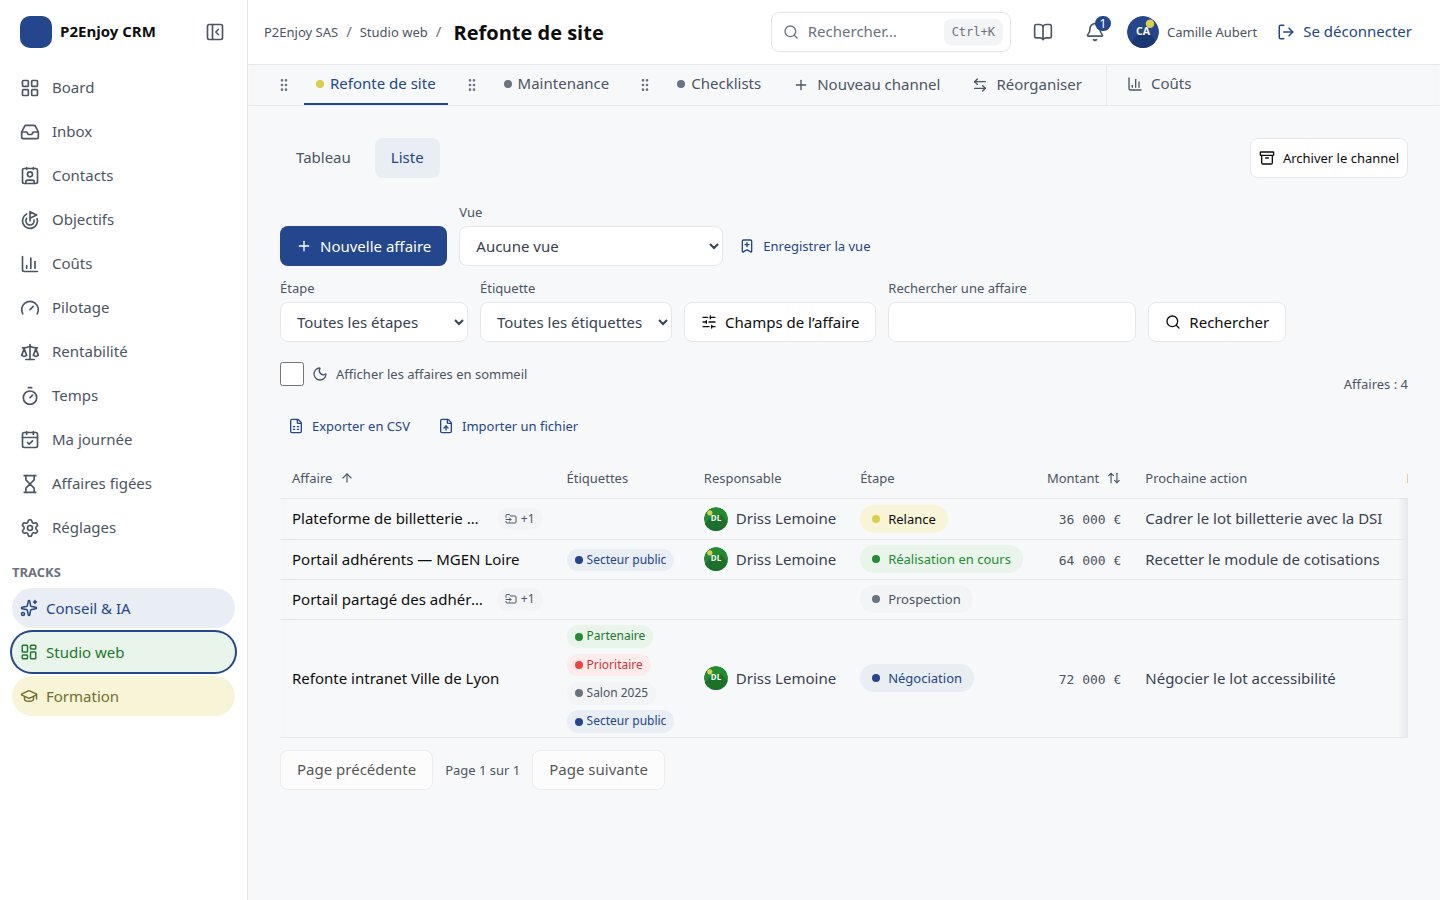 P2Enjoy CRM
Board
Inbox
Contacts
Objectifs
Coûts
Pilotage
Rentabilité
Temps
Ma journée
Affaires figées
Réglages
TRACKS
Conseil & IA
Studio web
Formation
P2Enjoy SAS / Studio web / Refonte de site
Rechercher... Ctrl+K
1
CA Camille Aubert
Se déconnecter
Refonte de site
Maintenance
Checklists
Nouveau channel
Réorganiser
Coûts
Tableau
Liste
Archiver le channel
Vue
Nouvelle affaire
Aucune vue
Enregistrer la vue
Étape
Étiquette
Rechercher une affaire
Toutes les étapes
Toutes les étiquettes
Champs de l’affaire
Rechercher
Afficher les affaires en sommeil
Affaires : 4
Exporter en CSV
Importer un fichier
Affaire Étiquettes Responsable Étape Montant Prochaine action
Plateforme de billetterie ... +1 DL Driss Lemoine Relance 36 000 € Cadrer le lot billetterie avec la DSI
Portail adhérents — MGEN Loire Secteur public DL Driss Lemoine Réalisation en cours 64 000 € Recetter le module de cotisations
Portail partagé des adhér... +1 Prospection
Partenaire
Prioritaire
Refonte intranet Ville de Lyon DL Driss Lemoine Négociation 72 000 € Négocier le lot accessibilité
Salon 2025
Secteur public
Page précédente Page 1 sur 1 Page suivante